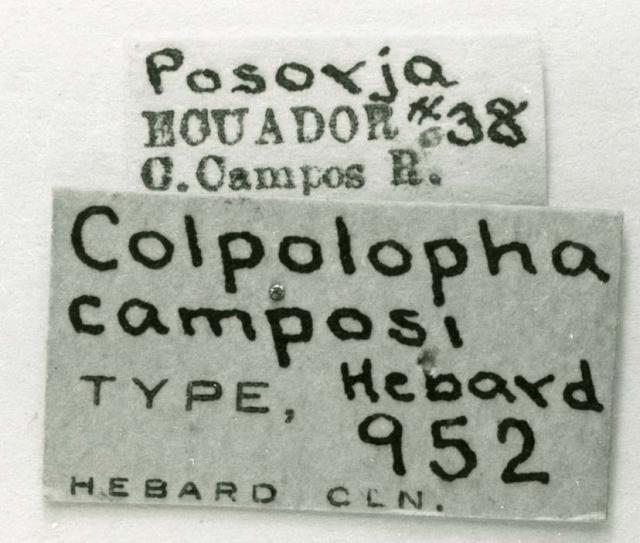 Posorja
ECUADOR #38
C. Campos R.
Colpolopha
camposi
TYPE, Hebard
952
HEBARD CLN.